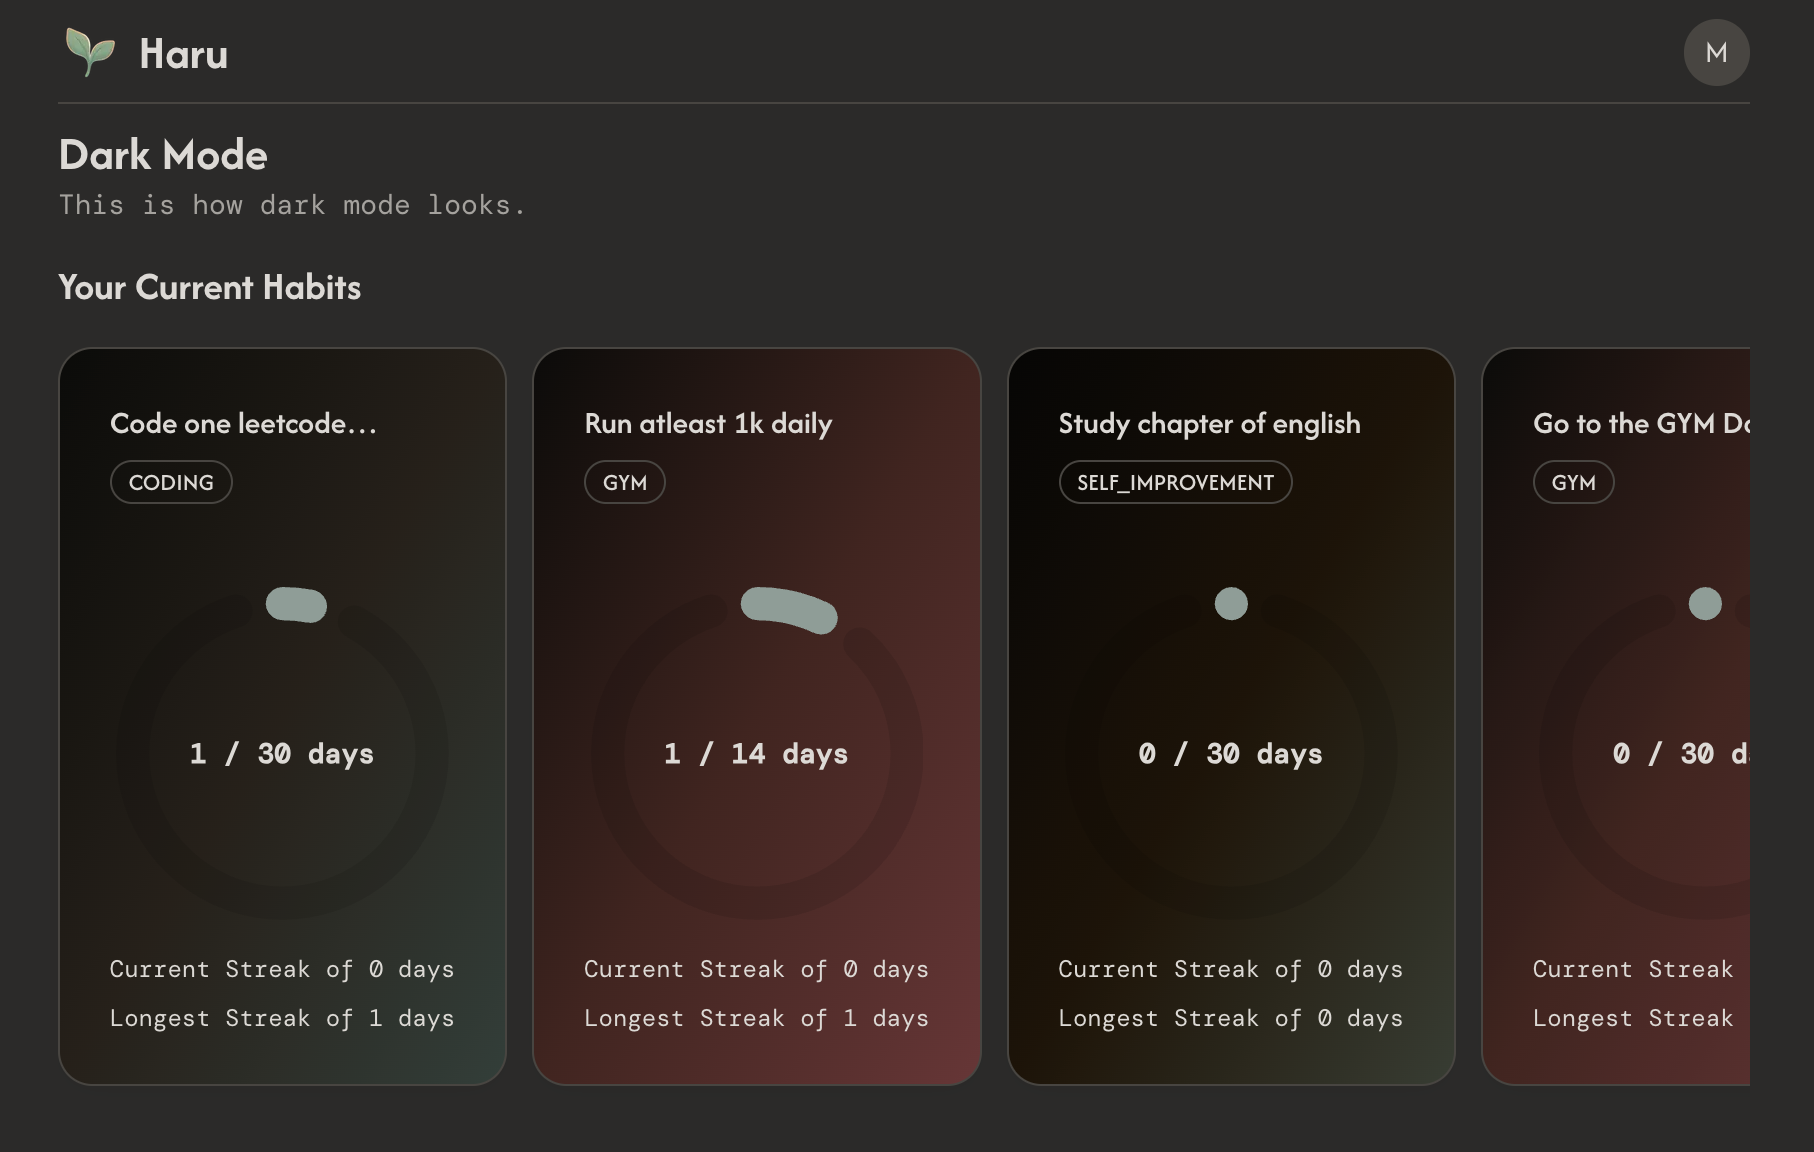 Haru
M
Dark Mode
This is how dark mode looks.
Your Current Habits
Code one leetcode...
CODING
1 / 30 days
Current Streak of 0 days
Longest Streak of 1 days
Run atleast 1k daily
GYM
1 / 14 days
Current Streak of 0 days
Longest Streak of 1 days
Study chapter of english
SELF_IMPROVEMENT
0 / 30 days
Current Streak of 0 days
Longest Streak of 0 days
Go to the GYM
GYM
0 / 30
Current Streak
Longest Streak